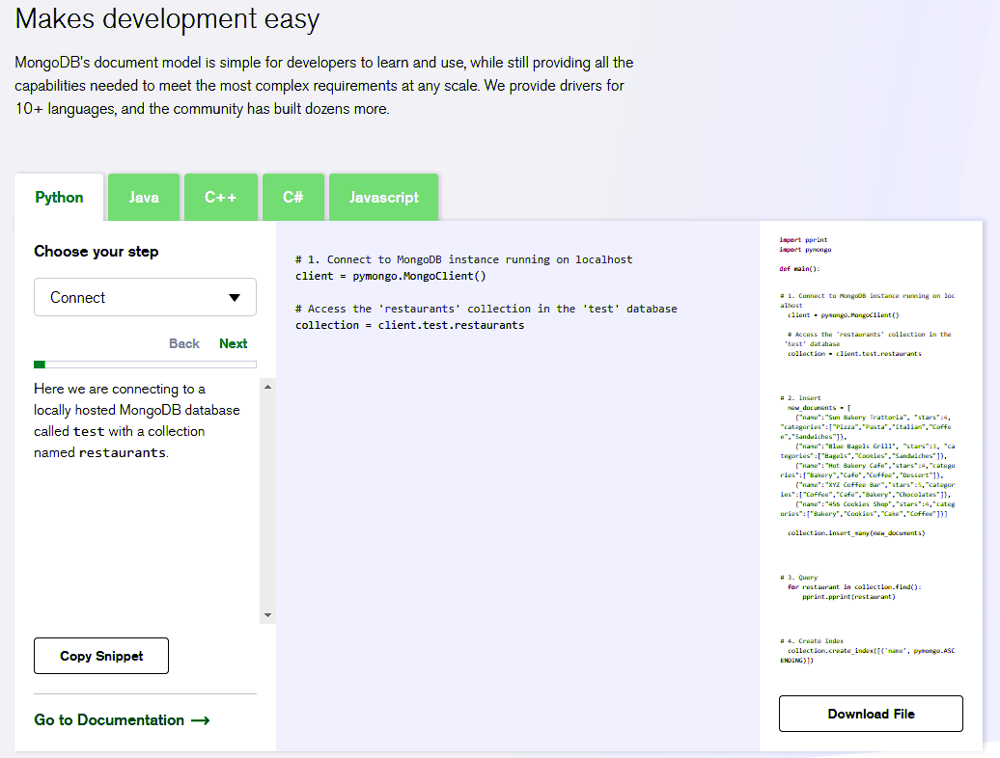 Makes development easy
MongoDB's document model is simple for developers to learn and use, while still providing all the
capabilities needed to meet the most complex requirements at any scale. We provide drivers for
10+ languages, and the community has built dozens more.
Python Java C++ C# Javascript
Choose your step
Connect
Back Next
Here we are connecting to a
locally hosted MongoDB database
called test with a collection
named restaurants.
Copy Snippet
Go to Documentation →
# 1. Connect to MongoDB instance running on localhost
client = pymongo.MongoClient()
# Access the 'restaurants' collection in the 'test' database
collection = client.test.restaurants
import pprint
import pymongo
def main():
# 1. Connect to MongoDB instance running on loc
alhost
client = pymongo.MongoClient()
# Access the 'restaurants' collection in the
'test' database
collection = client.test.restaurants
# 2. Insert
new_documents = [
{"name":"Sun Bakery Trattoria", "stars":4,
"categories":["Pizza","Pasta","Italian","Coffe
e","Sandwiches"]},
{"name":"Blue Bagels Grill", "stars":3, "ca
tegories":["Bagels","Cookies","Sandwiches"]},
{"name":"Hot Bakery Cafe","stars":4,"catego
ries":["Bakery","Cafe","Coffee","Dessert"]},
{"name":"XYZ Coffee Bar","stars":5,"categor
ies":["Coffee","Cafe","Bakery","Chocolates"]},
{"name":"456 Cookies Shop","stars":4,"categ
ories":["Bakery","Cookies","Cake","Coffee"]}]
collection.insert_many(new_documents)
# 3. Query
for restaurant in collection.find():
pprint.pprint(restaurant)
# 4. Create Index
collection.create_index([('name', pymongo.ASC
ENDING)])
Download File